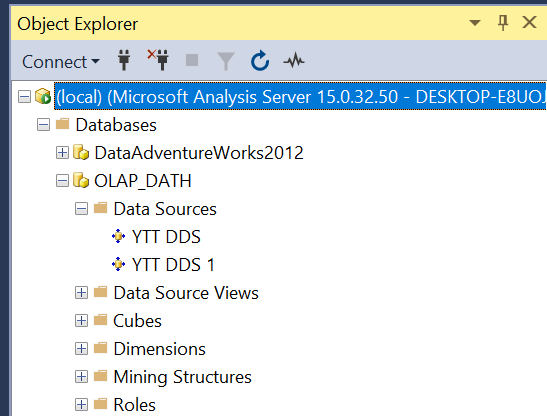 Object Explorer
Connect
(local) (Microsoft Analysis Server 15.0.32.50 - DESKTOP-E8UOJ
Databases
DataAdventureWorks2012
OLAP_DATH
Data Sources
YTT DDS
YTT DDS 1
Data Source Views
Cubes
Dimensions
Mining Structures
Roles